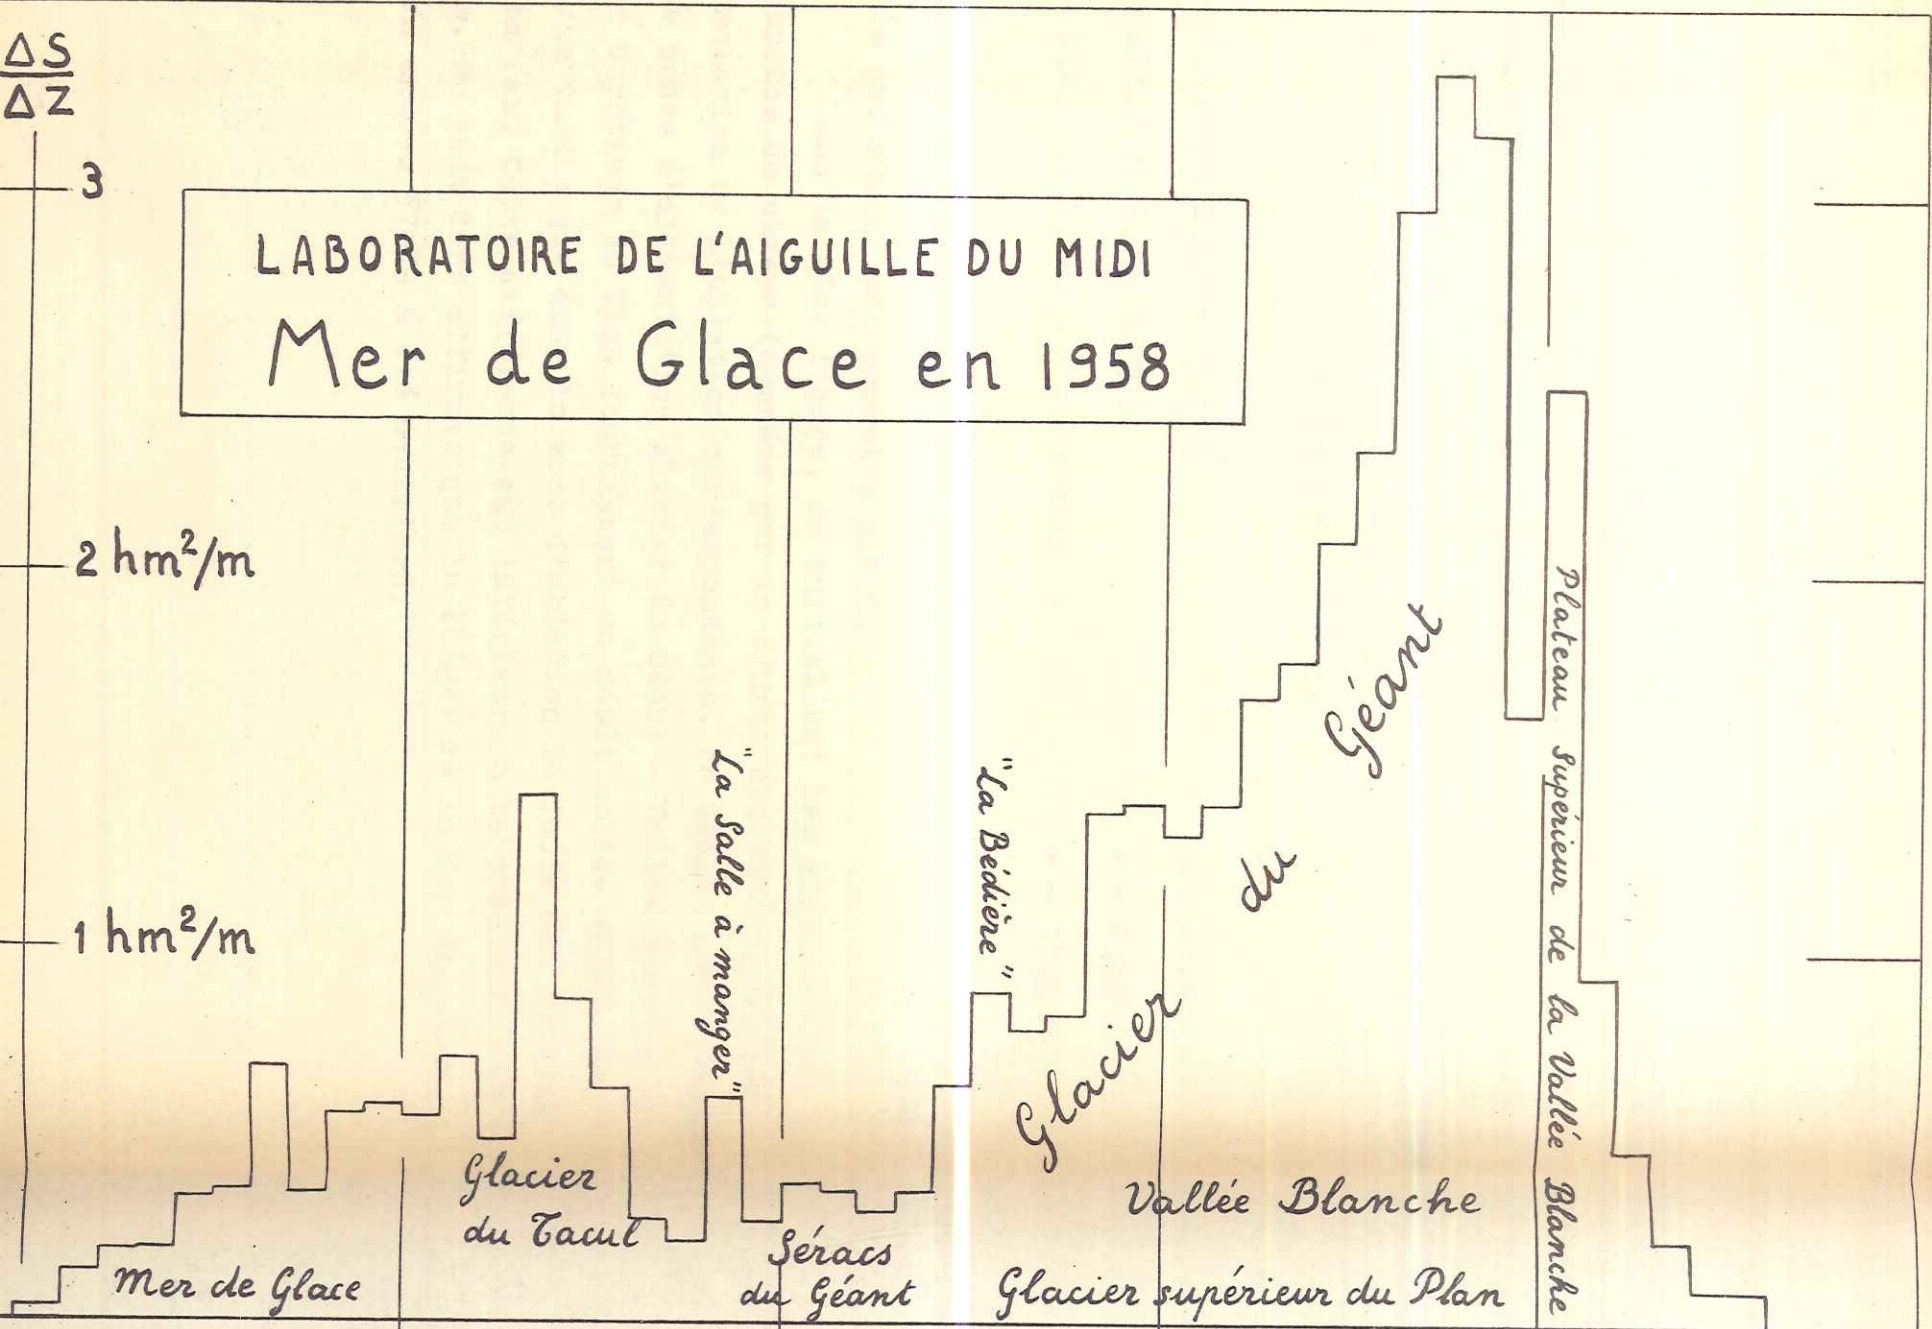 ΔS
ΔZ
3
LABORATOIRE DE L'AIGUILLE DU MIDI
Mer de Glace en 1958
2 hm²/m
1 hm²/m
"La Salle à manger"
"La Bédière"
Glacier du Géant
Plateau Supérieur de la Vallée Blanche
Glacier
du Tacul
Vallée Blanche
Mer de Glace
Séracs
du Géant
Glacier supérieur du Plan